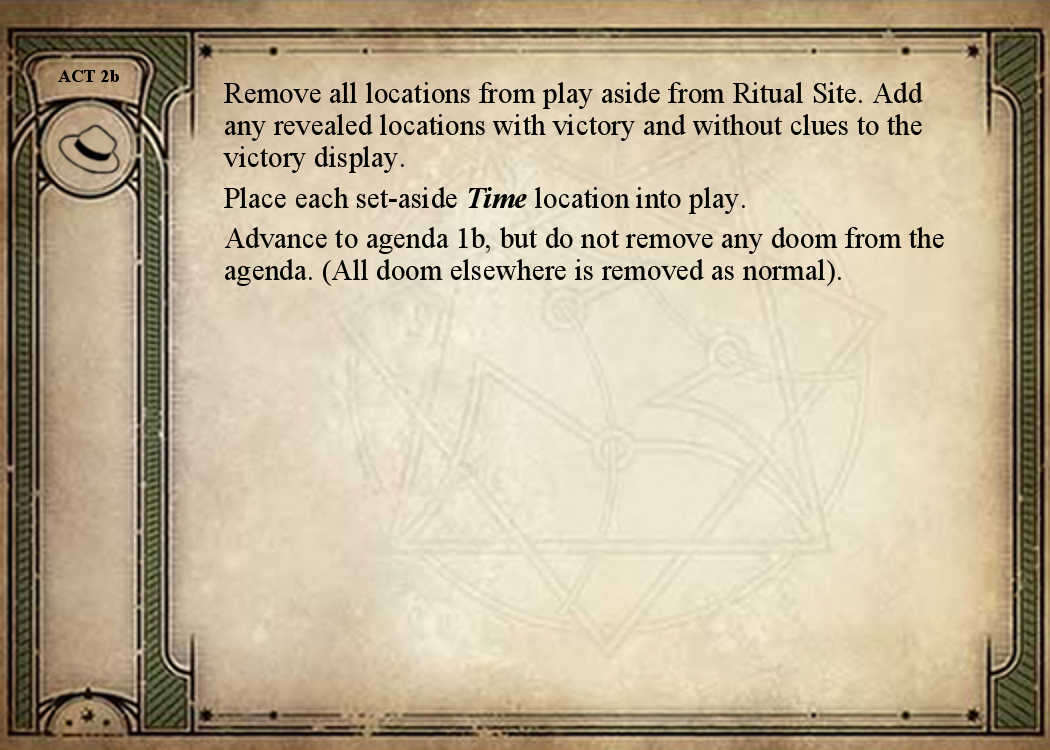 ACT 2b
Remove all locations from play aside from Ritual Site. Add
any revealed locations with victory and without clues to the
victory display.
Place each set-aside Time location into play.
Advance to agenda 1b, but do not remove any doom from the
agenda. (All doom elsewhere is removed as normal).